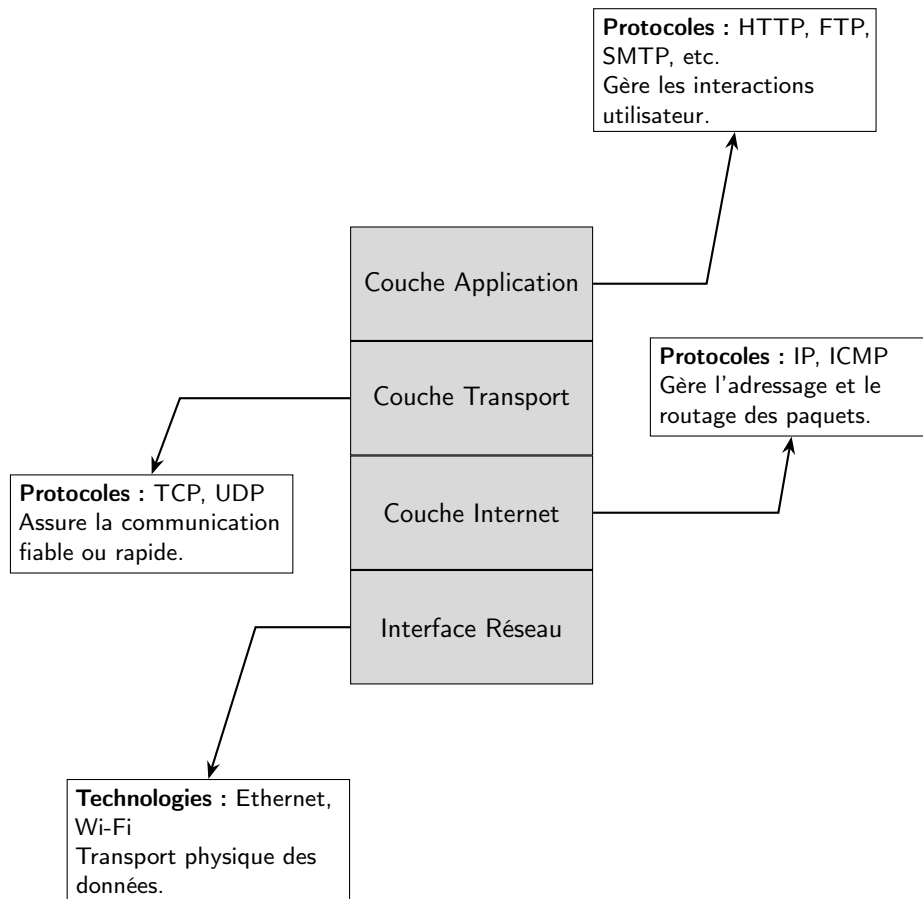 Protocoles : HTTP, FTP,
SMTP, etc.
Gère les interactions
utilisateur.
Couche Application
Protocoles : IP, ICMP
Gère l'adressage et le
routage des paquets.
Couche Transport
Protocoles : TCP, UDP
Assure la communication
fiable ou rapide.
Couche Internet
Interface Réseau
Technologies : Ethernet,
Wi-Fi
Transport physique des
données.